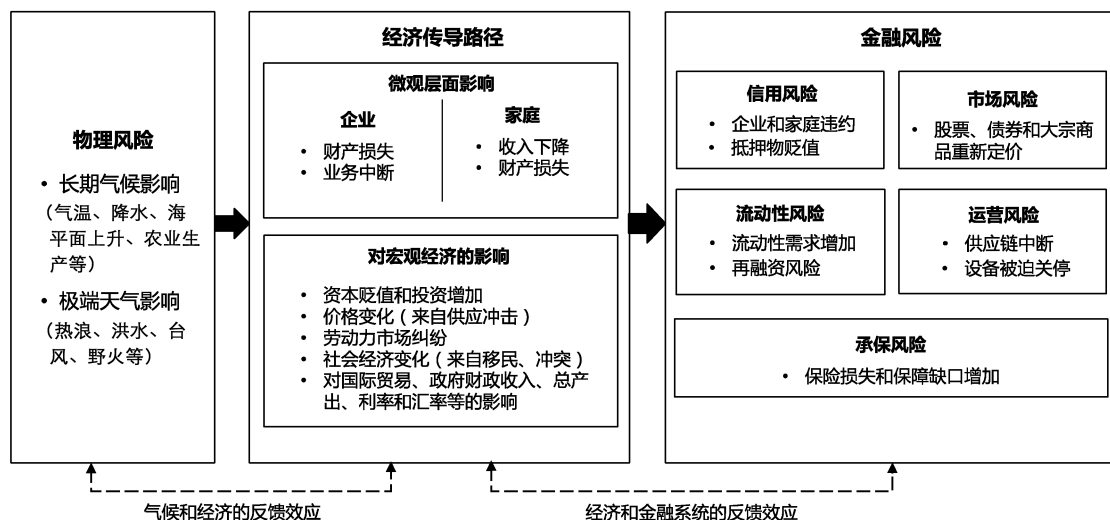 物理风险
• 长期气候影响
（气温、降水、海
平面上升、农业生
产等）
• 极端天气影响
（热浪、洪水、台
风、野火等）
经济传导路径
微观层面影响
企业
• 财产损失
• 业务中断
家庭
• 收入下降
• 财产损失
对宏观经济的影响
• 资本贬值和投资增加
• 价格变化（来自供应冲击）
• 劳动力市场纠纷
• 社会经济变化（来自移民、冲突）
• 对国际贸易、政府财政收入、总产
出、利率和汇率等的影响
金融风险
信用风险
• 企业和家庭违约
• 抵押物贬值
市场风险
• 股票、债券和大宗商
品重新定价
流动性风险
• 流动性需求增加
• 再融资风险
运营风险
• 供应链中断
• 设备被迫关停
承保风险
• 保险损失和保障缺口增加
气候和经济的反馈效应
经济和金融系统的反馈效应